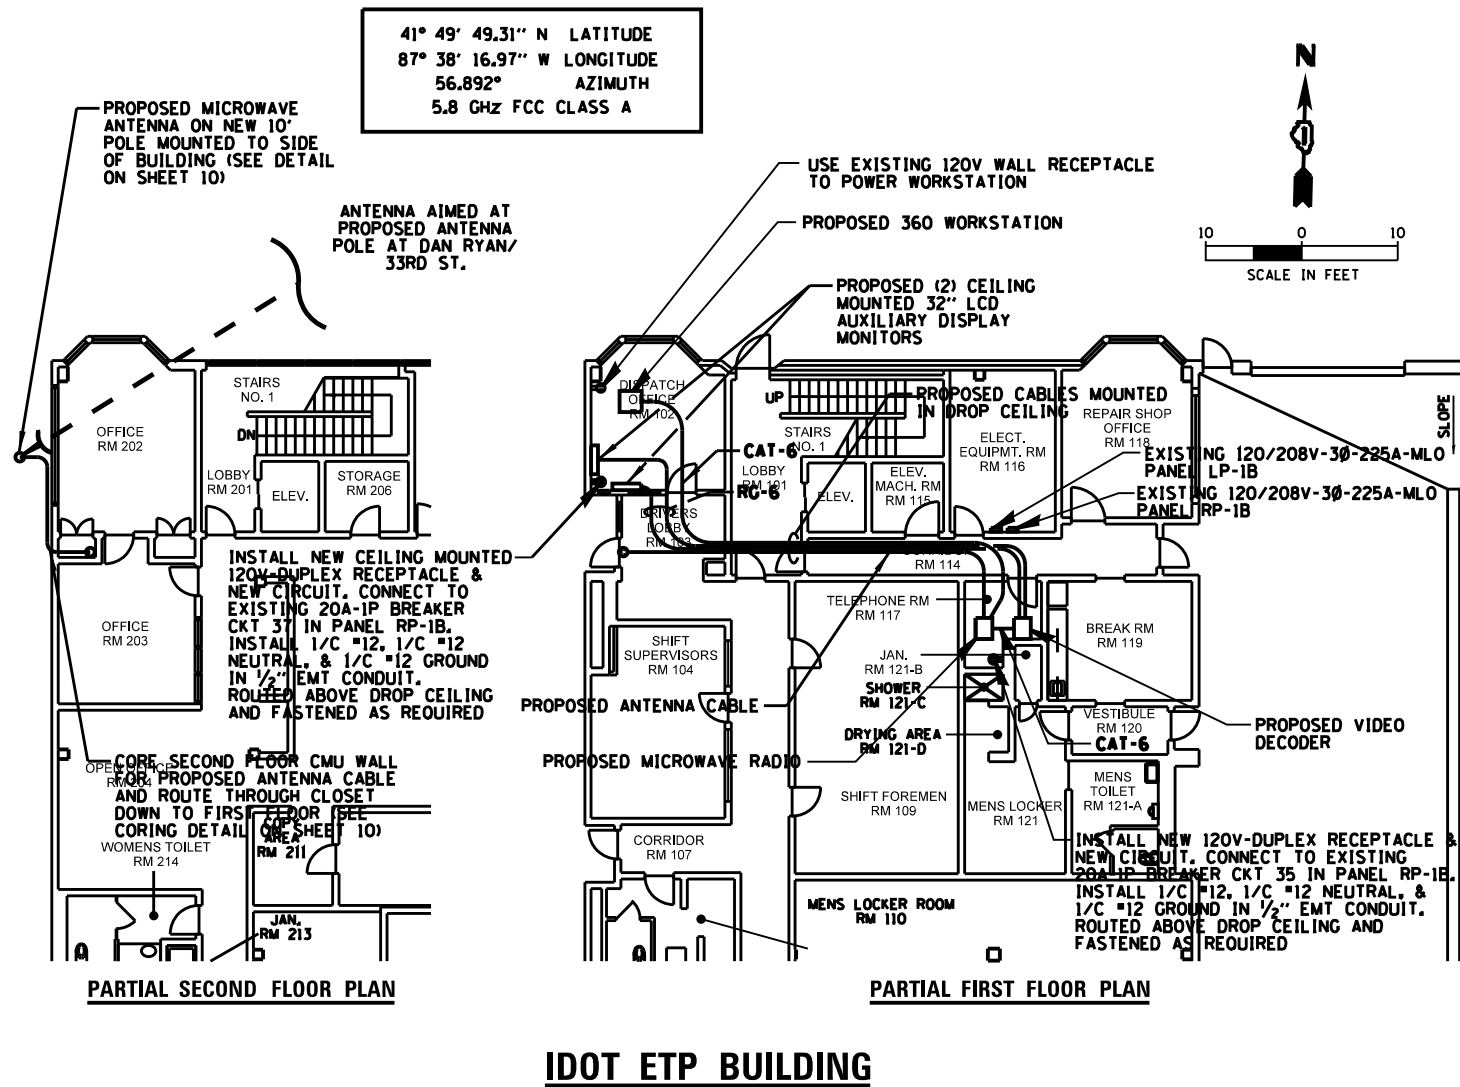 41° 49' 49.31" N LATITUDE
87° 38' 16.97" W LONGITUDE
56.892° AZIMUTH
5.8 GHz FCC CLASS A
PROPOSED MICROWAVE
ANTENNA ON NEW 10'
POLE MOUNTED TO SIDE
OF BUILDING (SEE DETAIL
ON SHEET 10)
ANTENNA AIMED AT
PROPOSED ANTENNA
POLE AT DAN RYAN/
33RD ST.
USE EXISTING 120V WALL RECEPTACLE
TO POWER WORKSTATION
PROPOSED 360 WORKSTATION
PROPOSED (2) CEILING
MOUNTED 32" LCD
AUXILIARY DISPLAY
MONITORS
N
10 0 10
SCALE IN FEET
OFFICE
RM 202
STAIRS
NO. 1
DN
LOBBY
RM 201
ELEV.
STORAGE
RM 206
OFFICE
RM 203
INSTALL NEW CEILING MOUNTED
120V-DUPLEX RECEPTACLE &
NEW CIRCUIT. CONNECT TO
EXISTING 20A-1P BREAKER
CKT 37 IN PANEL RP-1B.
INSTALL 1/C #12, 1/C #12
NEUTRAL, & 1/C #12 GROUND
IN 1/2" EMT CONDUIT.
ROUTED ABOVE DROP CEILING
AND FASTENED AS REQUIRED
OPEN OFFICE
RM 204
CORE SECOND FLOOR CMU WALL
FOR PROPOSED ANTENNA CABLE
AND ROUTE THROUGH CLOSET
DOWN TO FIRST FLOOR (SEE
CORING DETAIL ON SHEET 10)
COPY
AREA
RM 211
WOMENS TOILET
RM 214
JAN.
RM 213
PARTIAL SECOND FLOOR PLAN
DISPATCH
OFFICE
RM 102
UP
STAIRS
NO. 1
PROPOSED CABLES MOUNTED
IN DROP CEILING
REPAIR SHOP
OFFICE
RM 118
SLOPE
ELECT.
EQUIPMT. RM
RM 116
CAT-6
LOBBY
RM 101
RG-6
ELEV.
ELEV.
MACH. RM
RM 115
EXISTING 120/208V-3Ø-225A-MLO
PANEL LP-1B
EXISTING 120/208V-3Ø-225A-MLO
PANEL RP-1B
DRIVERS
LOBBY
RM 103
CORRIDOR
RM 114
TELEPHONE RM
RM 117
SHIFT
SUPERVISORS
RM 104
BREAK RM
RM 119
JAN.
RM 121-B
SHOWER
RM 121-C
PROPOSED ANTENNA CABLE
DRYING AREA
RM 121-D
VESTIBULE
RM 120
CAT-6
PROPOSED VIDEO
DECODER
PROPOSED MICROWAVE RADIO
SHIFT FOREMEN
RM 109
MENS LOCKER
RM 121
MENS
TOILET
RM 121-A
CORRIDOR
RM 107
INSTALL NEW 120V-DUPLEX RECEPTACLE &
NEW CIRCUIT. CONNECT TO EXISTING
20A-1P BREAKER CKT 35 IN PANEL RP-1B.
INSTALL 1/C #12, 1/C #12 NEUTRAL, &
1/C #12 GROUND IN 1/2" EMT CONDUIT.
ROUTED ABOVE DROP CEILING AND
FASTENED AS REQUIRED
MENS LOCKER ROOM
RM 110
PARTIAL FIRST FLOOR PLAN
IDOT ETP BUILDING